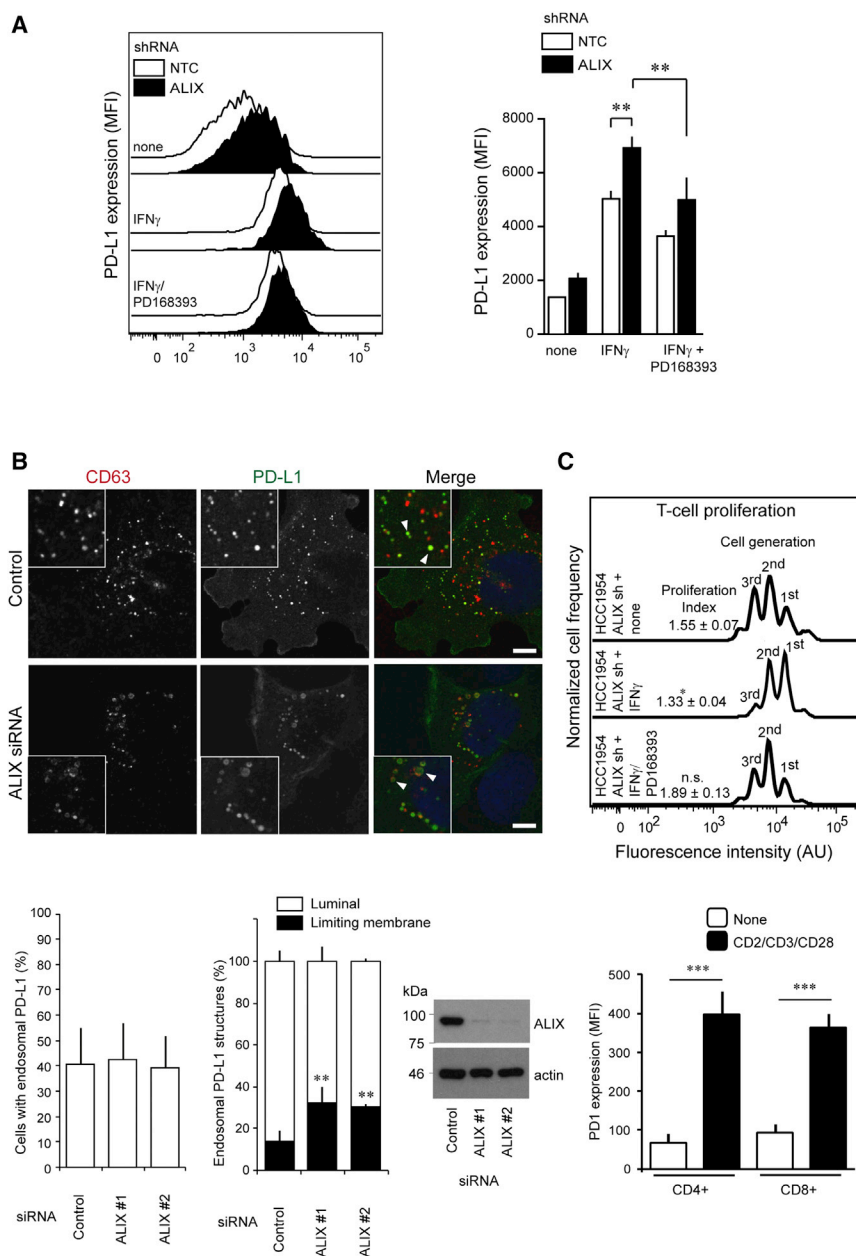 A
shRNA
NTC
ALIX
none
IFNγ
IFNγ/
PD168393
PD-L1 expression (MFI)
0 10² 10³ 10⁴ 10⁵
shRNA
NTC
ALIX
**
**
8000
6000
4000
2000
0
PD-L1 expression (MFI)
none IFNγ IFNγ +
PD168393
B
CD63 PD-L1 Merge
Control
ALIX siRNA
C
T-cell proliferation
Cell generation
Normalized cell frequency
HCC1954
ALIX sh +
none
Proliferation
Index
1.55 ± 0.07
3rd 2nd 1st
HCC1954
ALIX sh +
IFNγ
*
1.33 ± 0.04
3rd 2nd 1st
HCC1954
ALIX sh +
IFNγ/
PD168393
n.s.
1.89 ± 0.13
3rd 2nd 1st
0 10² 10³ 10⁴ 10⁵
Fluorescence intensity (AU)
Cells with endosomal PD-L1 (%)
100
90
80
70
60
50
40
30
20
10
0
siRNA
Control
ALIX #1
ALIX #2
Luminal
Limiting membrane
Endosomal PD-L1 structures (%)
100
80
60
40
20
0
**
**
siRNA
Control
ALIX #1
ALIX #2
kDa
100
75
46
ALIX
actin
Control
ALIX #1
ALIX #2
siRNA
None
CD2/CD3/CD28
PD1 expression (MFI)
400
300
200
100
0
***
***
CD4+ CD8+